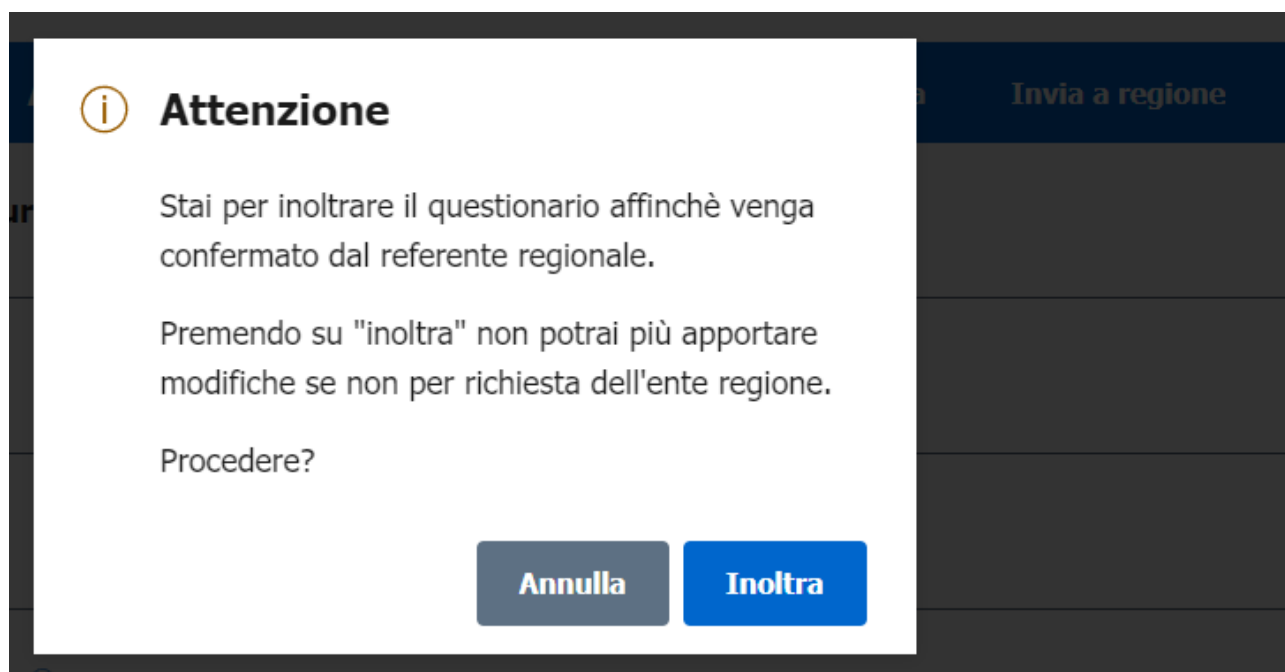 Attenzione
Invia a regione
Stai per inoltrare il questionario affinchè venga
confermato dal referente regionale.
Premendo su "inoltra" non potrai più apportare
modifiche se non per richiesta dell'ente regione.
Procedere?
Annulla
Inoltra